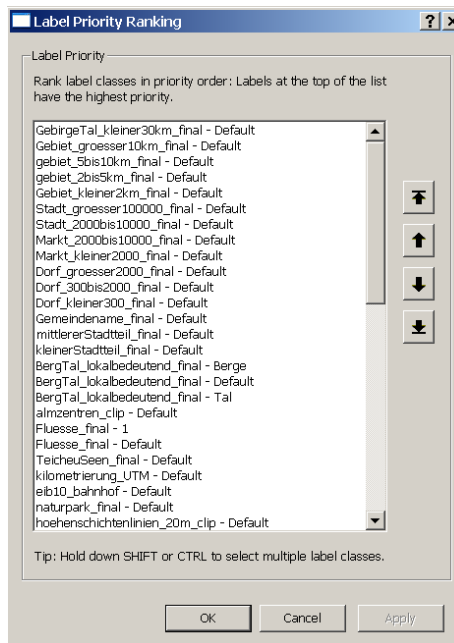 Label Priority Ranking
Label Priority
Rank label classes in priority order: Labels at the top of the list
have the highest priority.
GebirgeTal_kleiner30km_final - Default
Gebiet_groesser10km_final - Default
gebiet_5bis10km_final - Default
gebiet_2bis5km_final - Default
Gebiet_kleiner2km_final - Default
Stadt_groesser100000_final - Default
Stadt_2000bis10000_final - Default
Markt_2000bis10000_final - Default
Markt_kleiner2000_final - Default
Dorf_groesser2000_final - Default
Dorf_300bis2000_final - Default
Dorf_kleiner300_final - Default
Gemeindename_final - Default
mittlererStadtteil_final - Default
kleinerStadtteil_final - Default
BergTal_lokalbedeutend_final - Berge
BergTal_lokalbedeutend_final - Default
BergTal_lokalbedeutend_final - Tal
almzentren_clip - Default
Fluesse_final - 1
Fluesse_final - Default
TeicheuSeen_final - Default
kilometrierung_UTM - Default
eib10_bahnhof - Default
naturpark_final - Default
hoehenschichtenlinien_20m_clip - Default
Tip: Hold down SHIFT or CTRL to select multiple label classes.
OK
Cancel
Apply